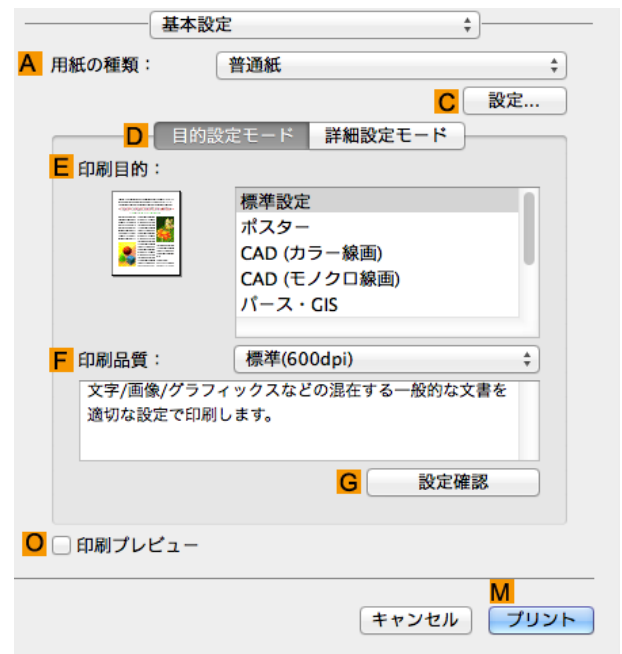 基本設定
A 用紙の種類： 普通紙
C 設定...
D 目的設定モード 詳細設定モード
E 印刷目的：
標準設定
ポスター
CAD (カラー線画)
CAD (モノクロ線画)
パース・GIS
F 印刷品質： 標準(600dpi)
文字/画像/グラフィックスなどの混在する一般的な文書を
適切な設定で印刷します。
G 設定確認
O 印刷プレビュー
M
キャンセル プリント